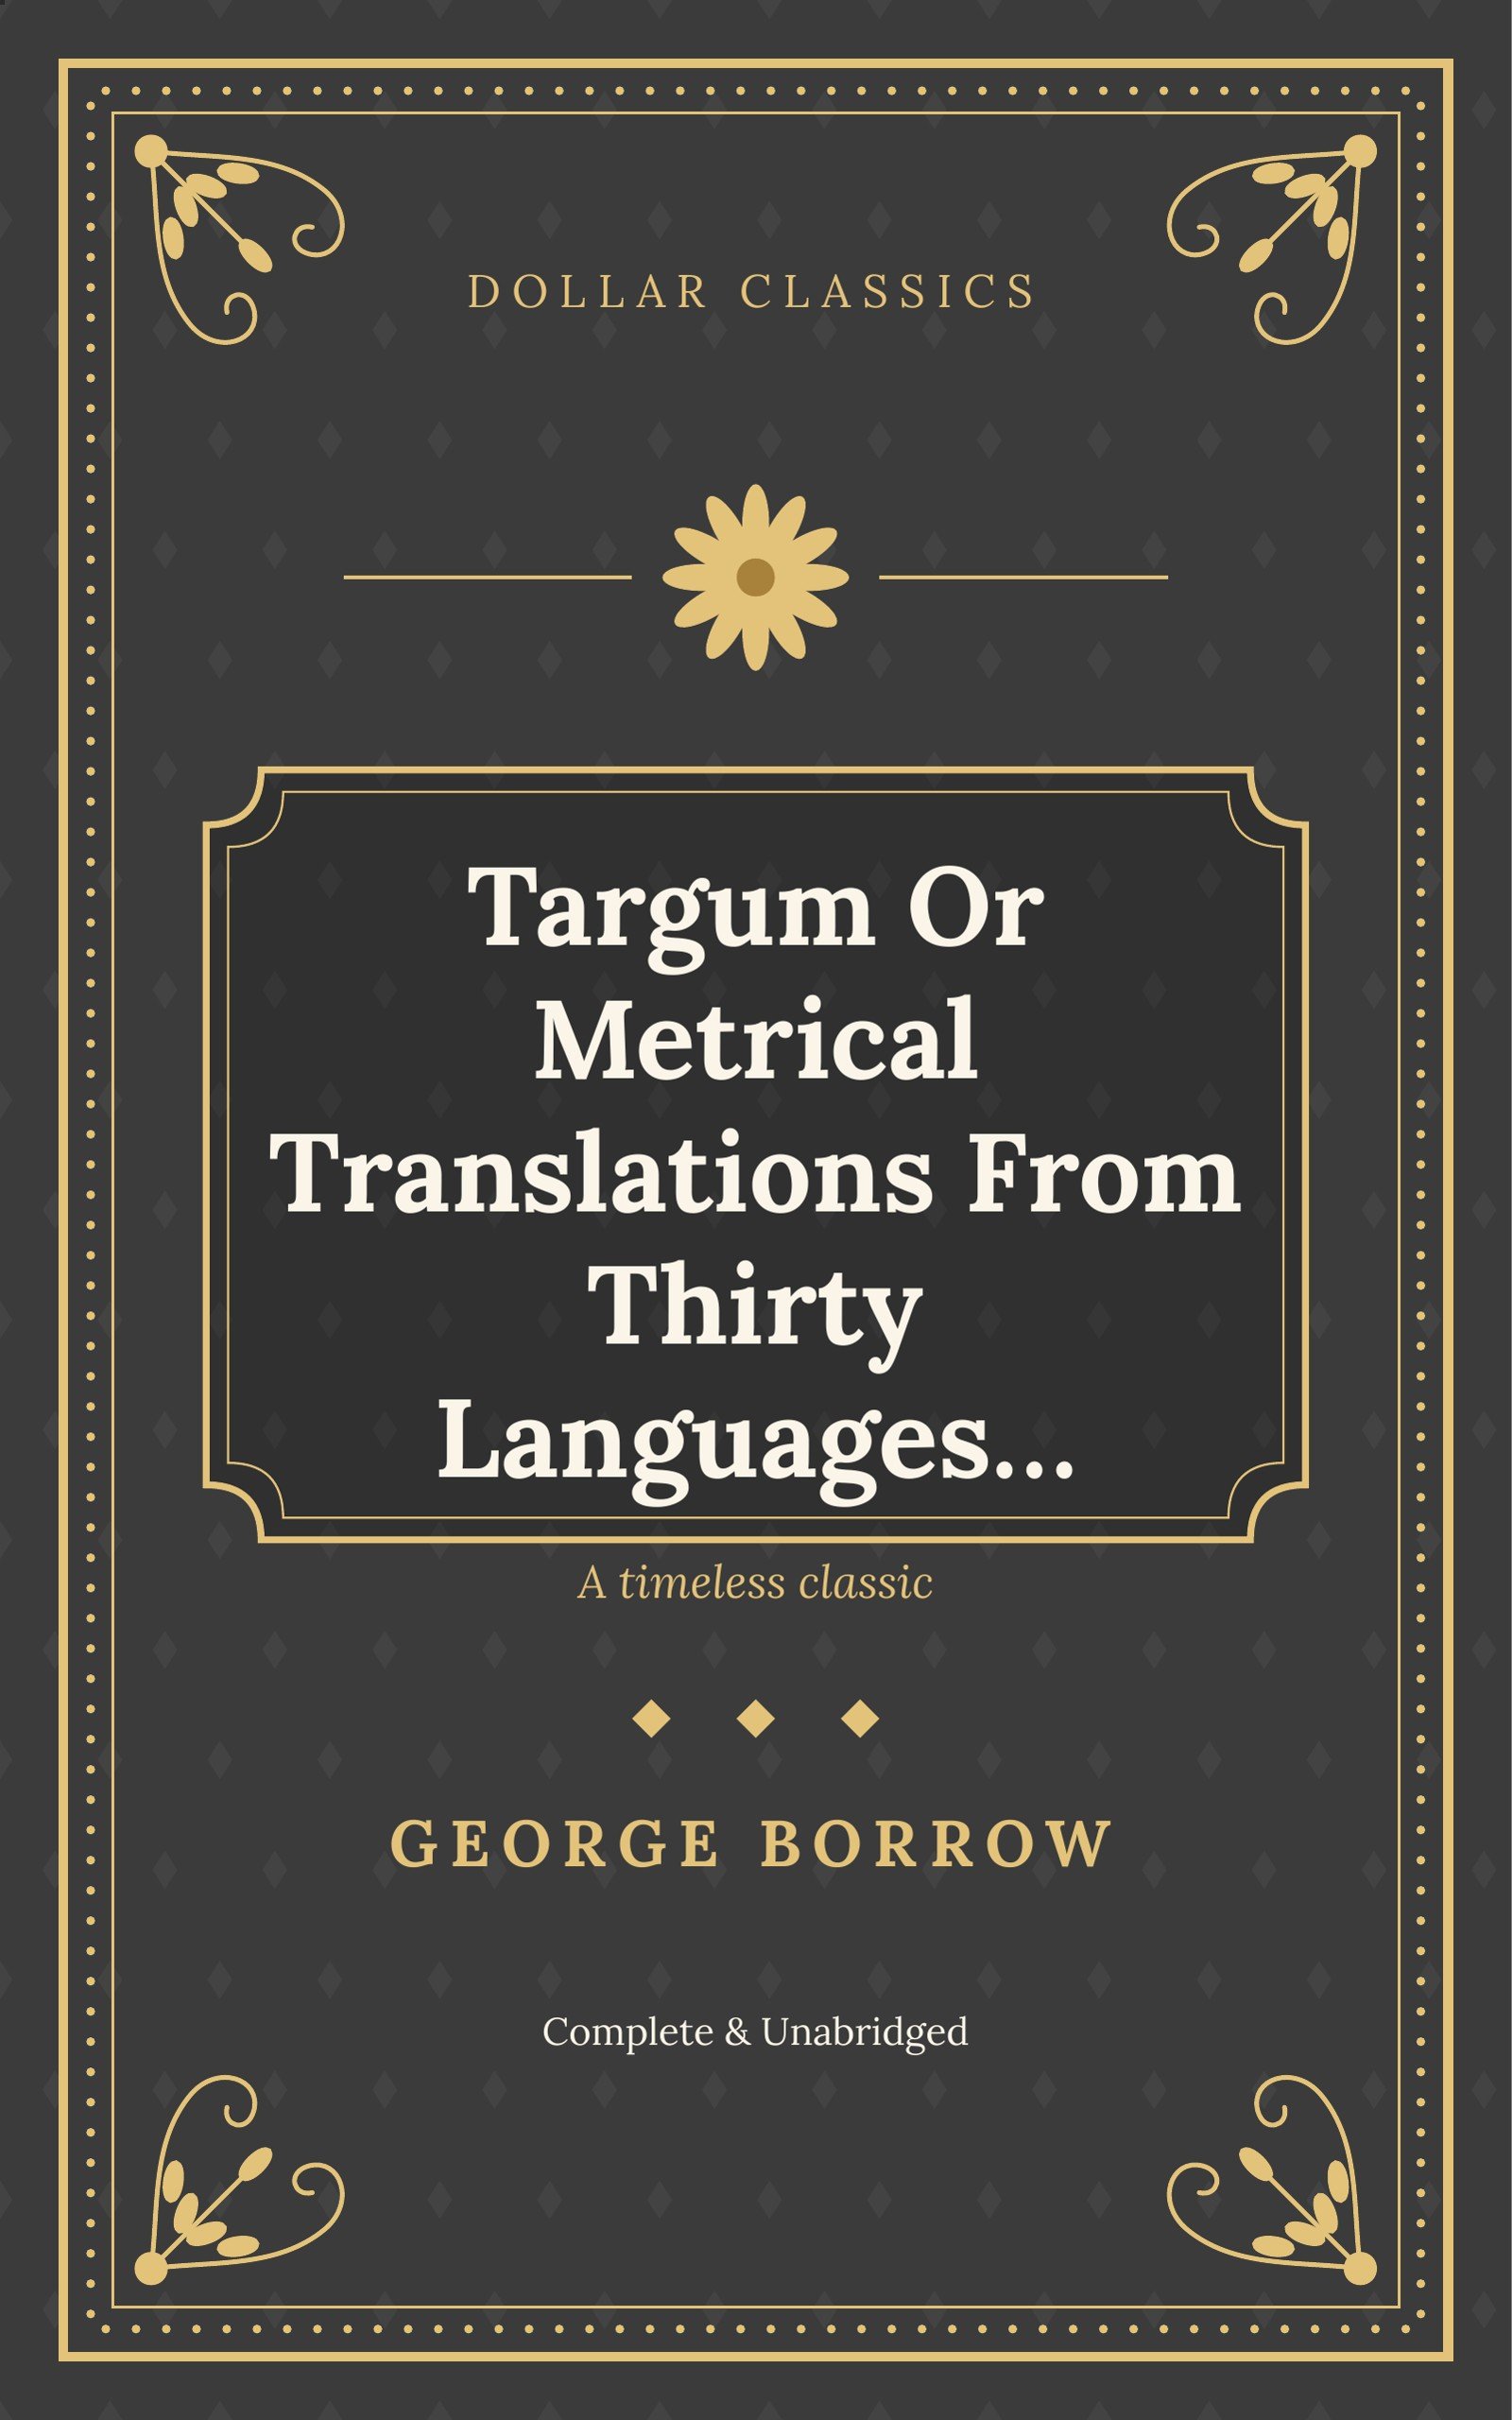 DOLLAR CLASSICS
Targum Or
Metrical
Translations From
Thirty
Languages...
A timeless classic
GEORGE BORROW
Complete & Unabridged